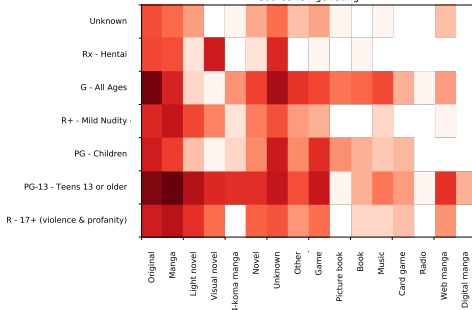 Unknown
Rx - Hentai
G - All Ages
R+ - Mild Nudity
PG - Children
PG-13 - Teens 13 or older
R - 17+ (violence & profanity)
Original
Manga
Light novel
Visual novel
4-koma manga
Novel
Unknown
Other
Game
Picture book
Book
Music
Card game
Radio
Web manga
Digital manga